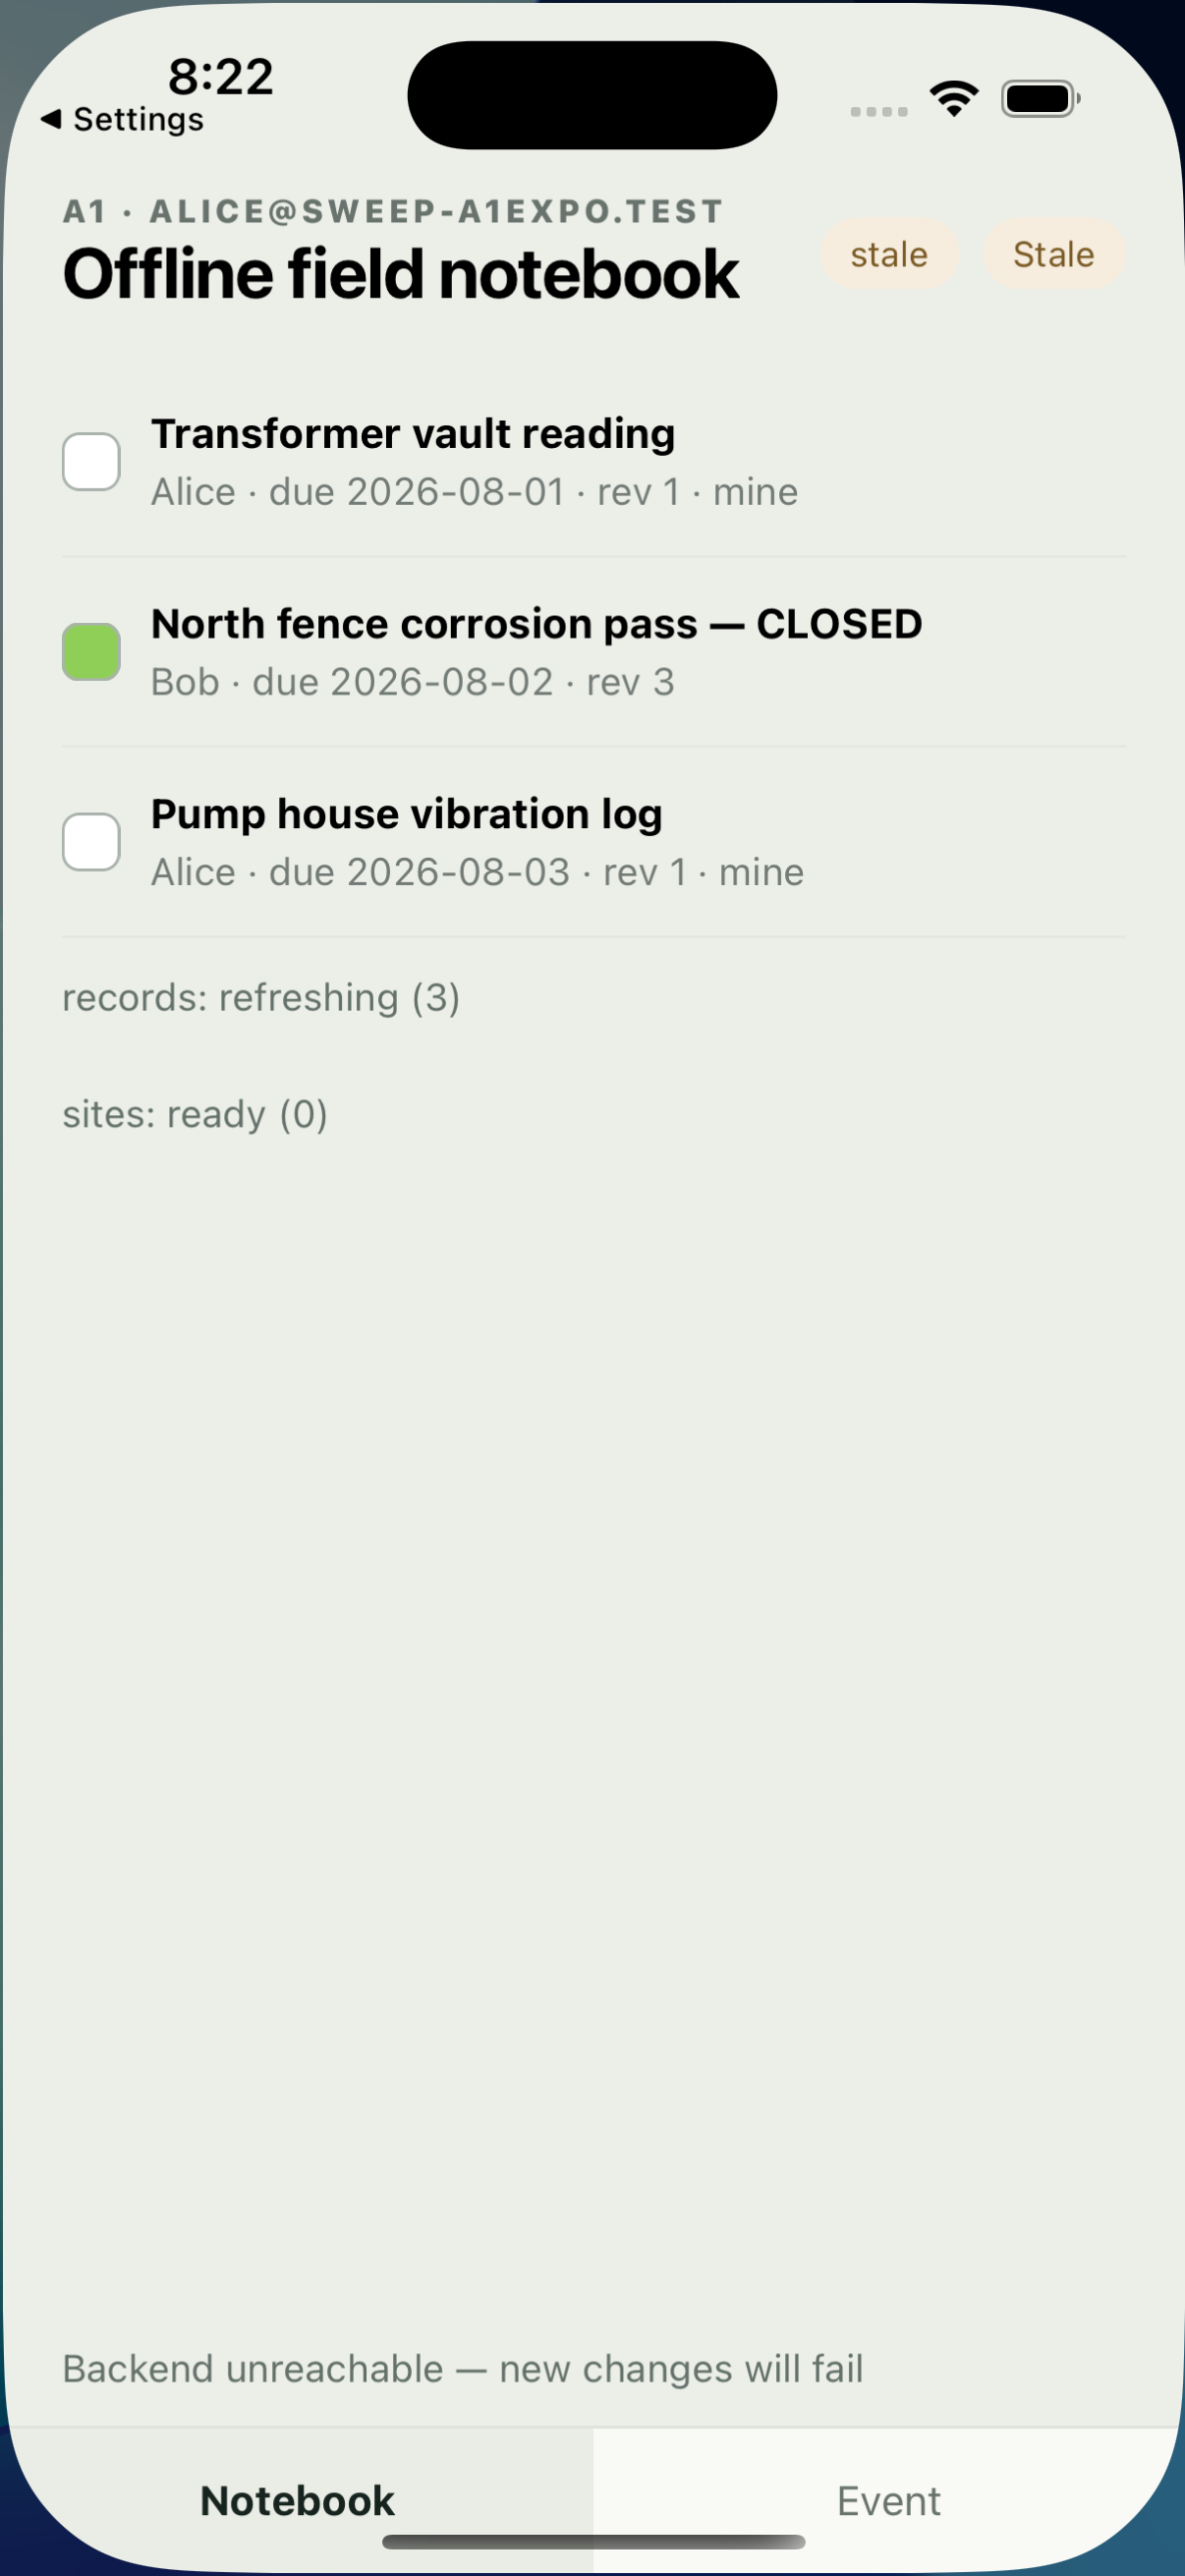 8:22
◀ Settings
A1 · ALICE@SWEEP-A1EXPO.TEST
Offline field notebook
stale
Stale
Transformer vault reading
Alice · due 2026-08-01 · rev 1 · mine
North fence corrosion pass — CLOSED
Bob · due 2026-08-02 · rev 3
Pump house vibration log
Alice · due 2026-08-03 · rev 1 · mine
records: refreshing (3)
sites: ready (0)
Backend unreachable — new changes will fail
Notebook
Event